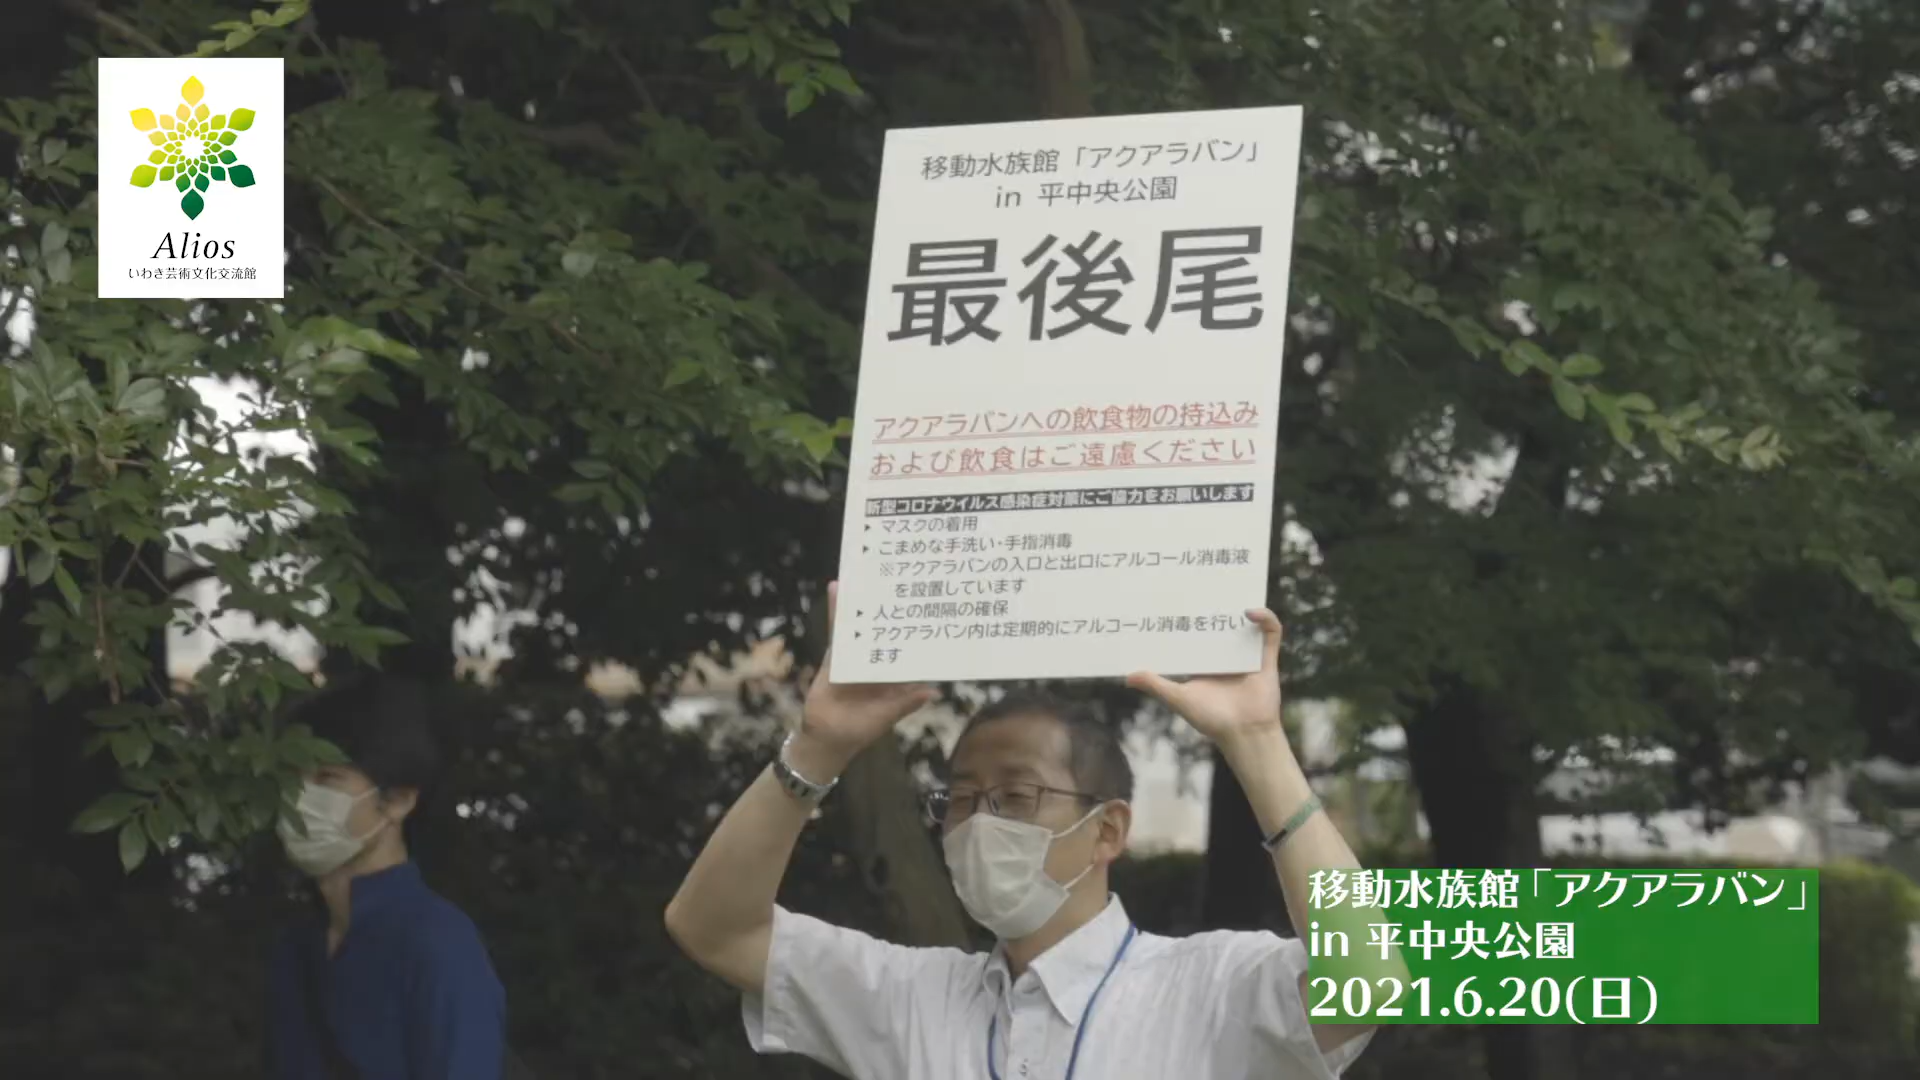 Alios
いわき芸術文化交流館
移動水族館「アクアラバン」
in 平中央公園
最後尾
アクアラバンへの飲食物の持込み
および飲食はご遠慮ください
新型コロナウイルス感染症対策にご協力をお願いします
▸ マスクの着用
▸ こまめな手洗い・手指消毒
※アクアラバンの入口と出口にアルコール消毒液
を設置しています
▸ 人との間隔の確保
▸ アクアラバン内は定期的にアルコール消毒を行い
ます
移動水族館「アクアラバン」
in 平中央公園
2021.6.20(日)